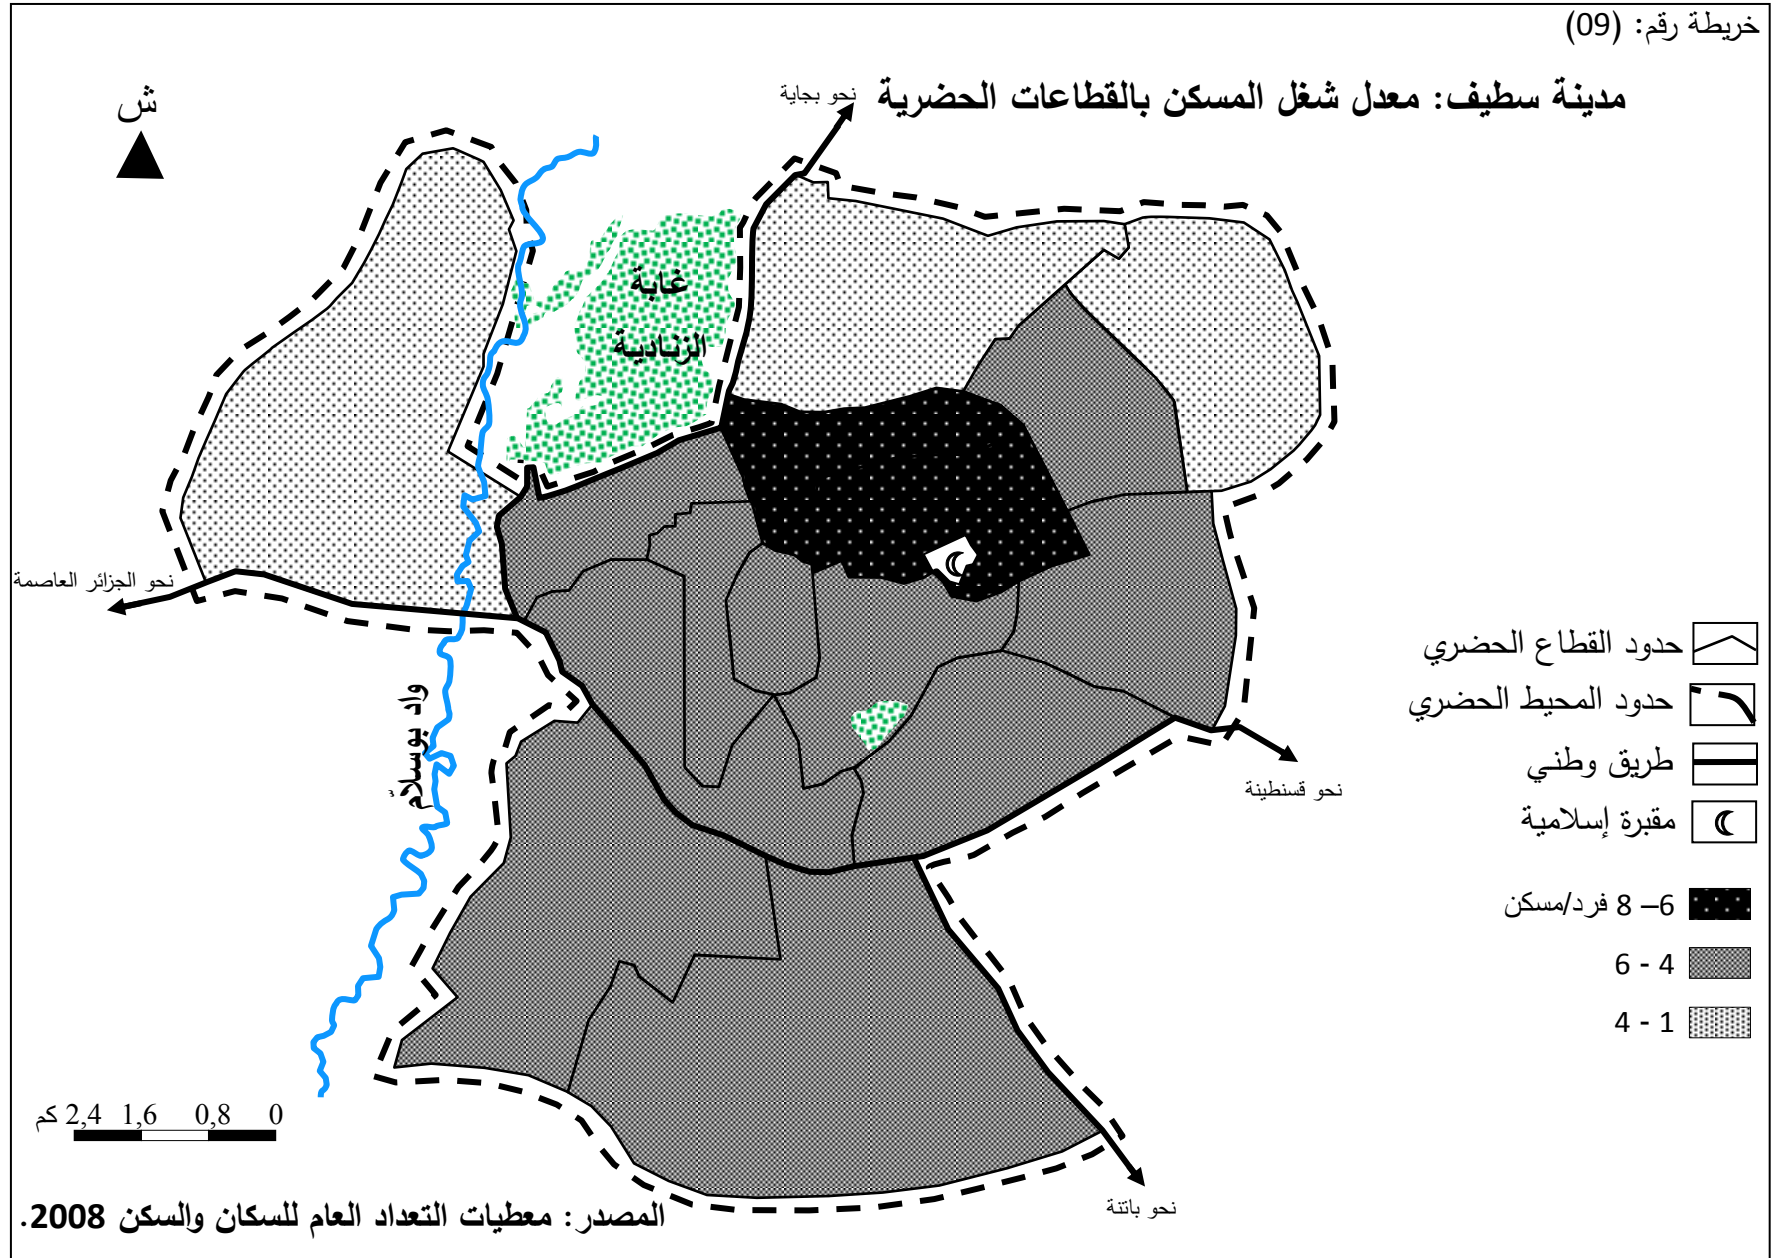 خريطة رقم: (09)
مدينة سطيف: معدل شغل المسكن بالقطاعات الحضرية
نحو بجاية
ش
غابة
الزنادية
نحو الجزائر العاصمة
واد بوسلاّم
حدود القطاع الحضري
حدود المحيط الحضري
طريق وطني
نحو قسنطينة
مقبرة إسلامية
6– 8 فرد/مسكن
4 - 6
1 - 4
0 0,8 1,6 2,4 كم
نحو باتنة
المصدر: معطيات التعداد العام للسكان والسكن 2008.